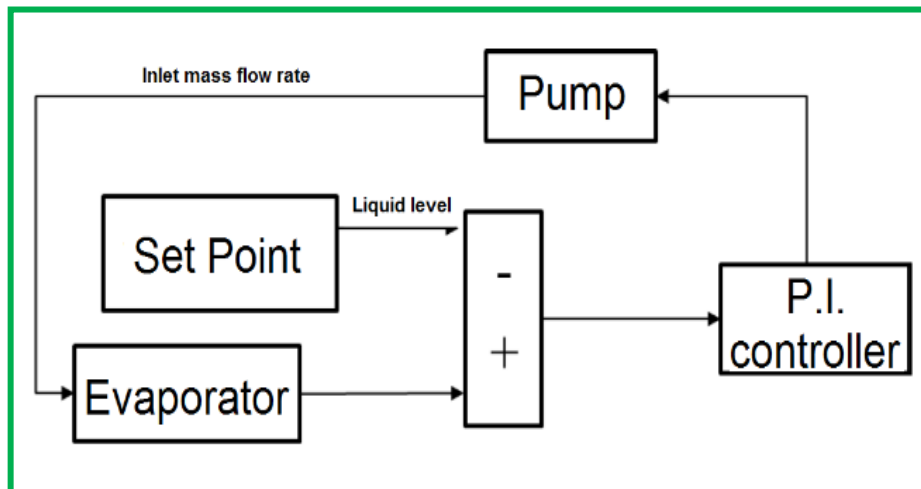 Inlet mass flow rate
Pump
Liquid level
Set Point
-
+
P.I.
controller
Evaporator